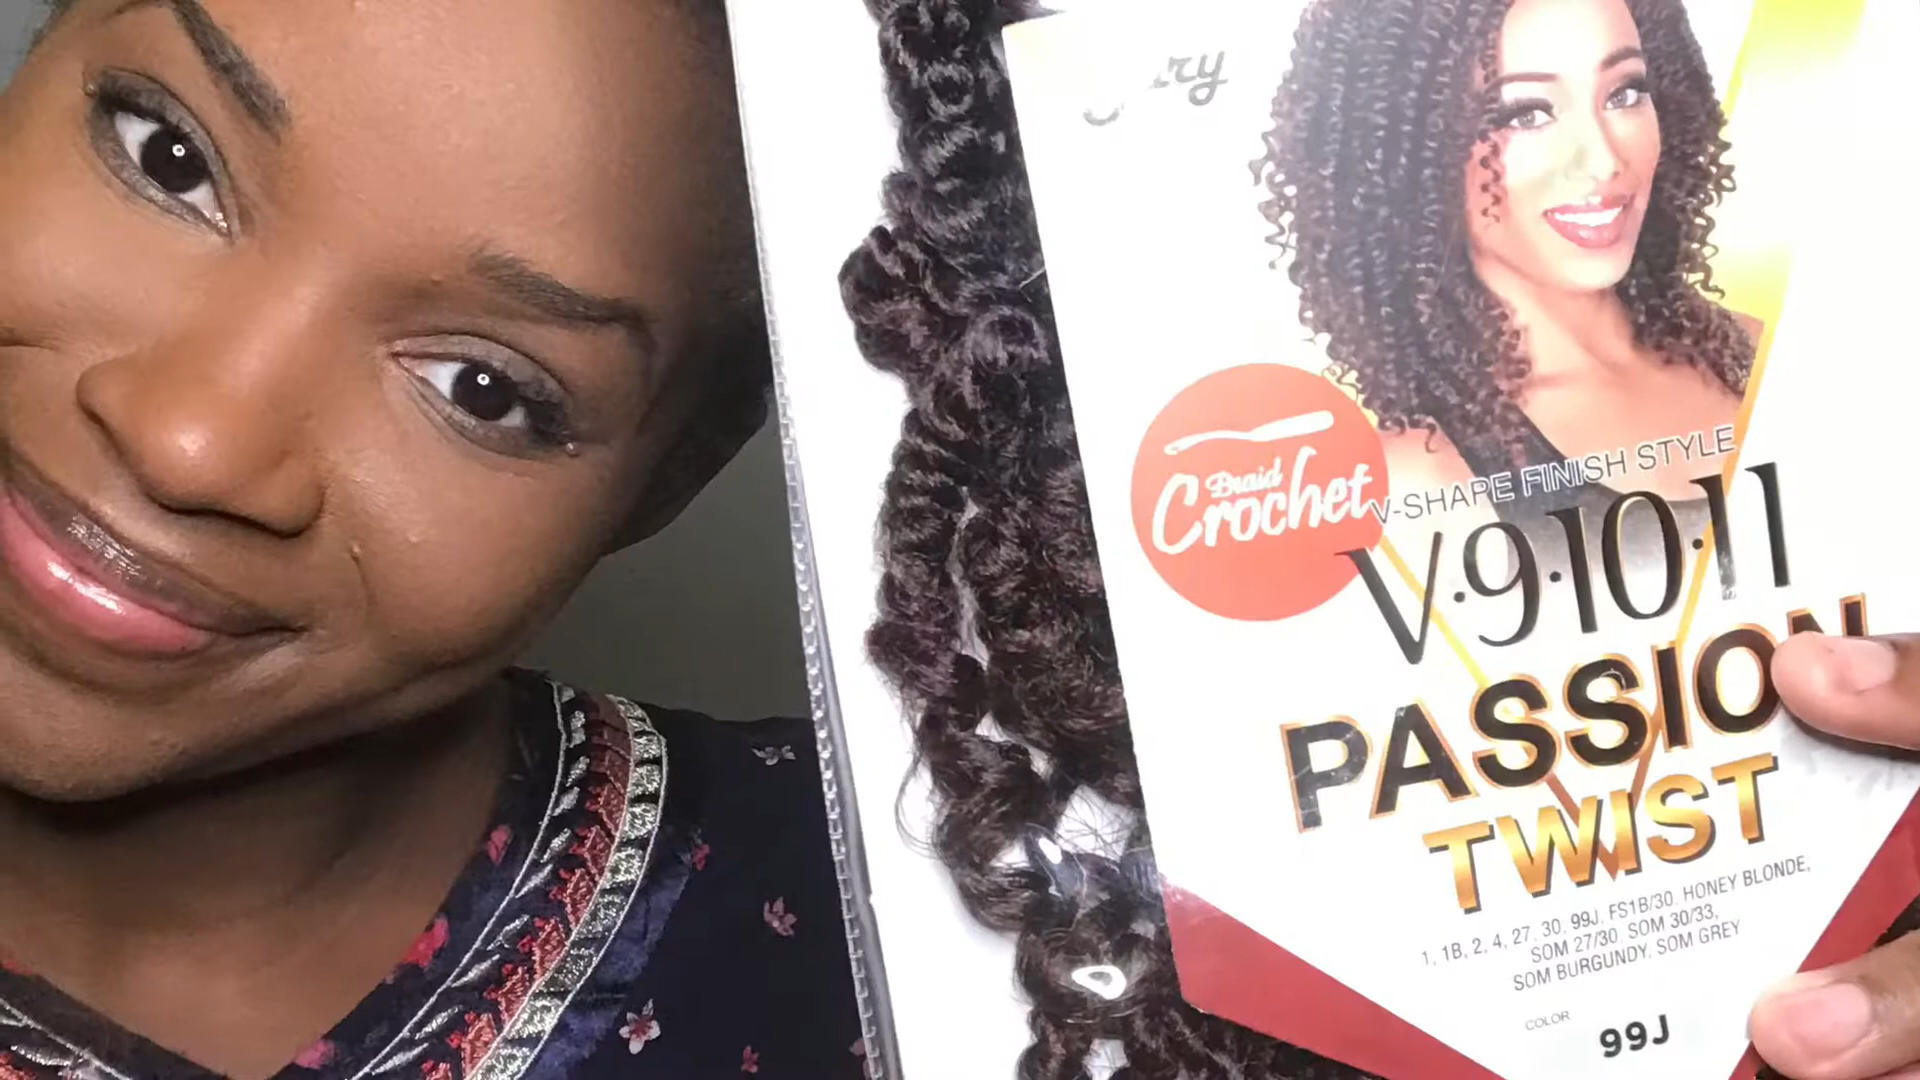 Braid
Crochet
V-SHAPE FINISH STYLE
V·9·10·11
PASSION
TWIST
1, 1B, 2, 4, 27, 30, 99J, FS1B/30, HONEY BLONDE,
SOM 27/30, SOM 30/33,
SOM BURGUNDY, SOM GREY
COLOR
99J